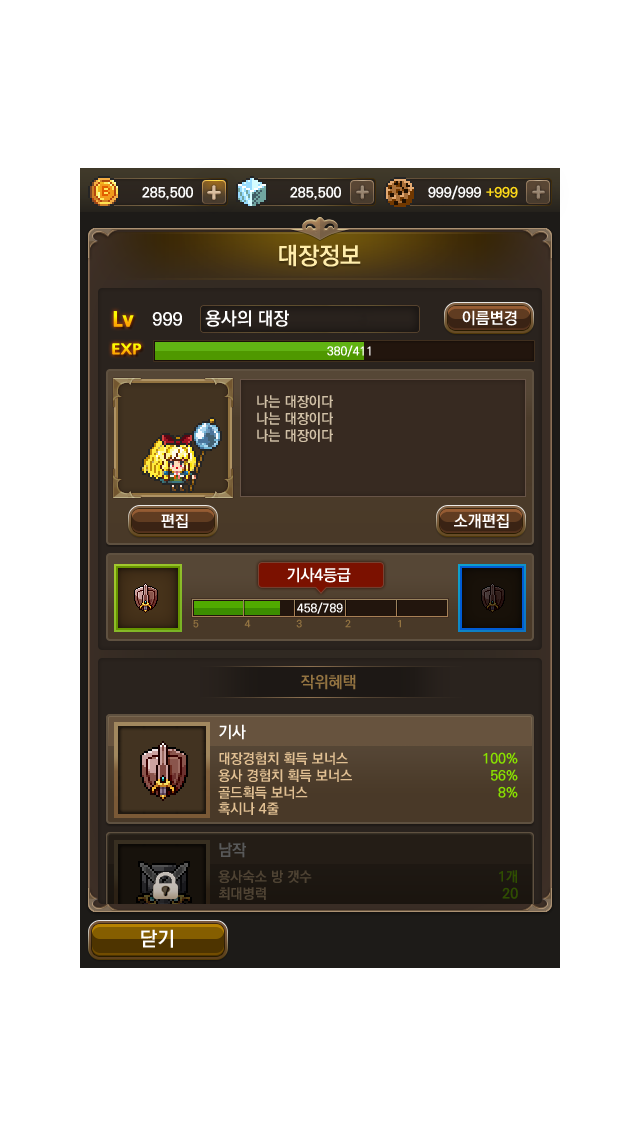 285,500 285,500 999/999 +999
대장정보
Lv 999 용사의 대장 이름변경
EXP 380/411
나는 대장이다
나는 대장이다
나는 대장이다
편집 소개편집
기사4등급
458/789
5 4 3 2 1
작위혜택
기사
대장경험치 획득 보너스 100%
용사 경험치 획득 보너스 56%
골드획득 보너스 8%
혹시나 4줄
남작
용사숙소 방 갯수 1개
최대병력 20
닫기